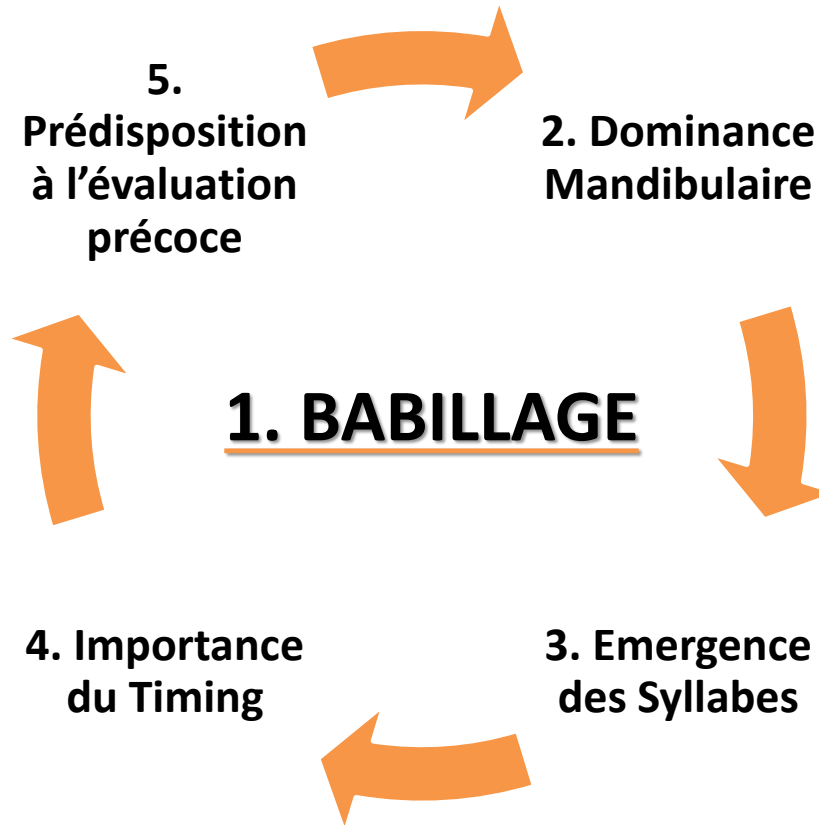 5.
Prédisposition
à l’évaluation
précoce
2. Dominance
Mandibulaire
1. BABILLAGE
4. Importance
du Timing
3. Emergence
des Syllabes